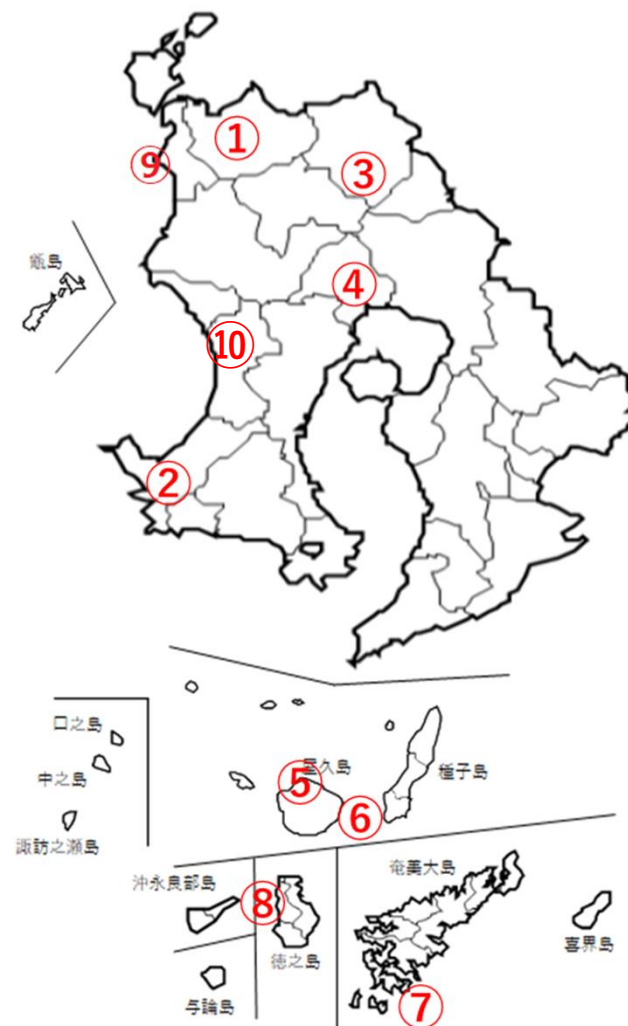 ①
③
⑨
甑島
④
⑩
②
口之島
中之島
諏訪之瀬島
屋久島
⑤
種子島
⑥
沖永良部島
⑧
奄美大島
徳之島
喜界島
与論島
⑦